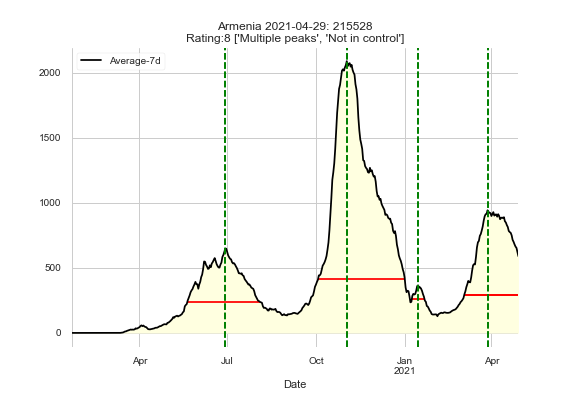 Armenia 2021-04-29: 215528
Rating:8 ['Multiple peaks', 'Not in control']
Average-7d
2000
1500
1000
500
0
Apr
Jul
Oct
Jan
2021
Apr
Date